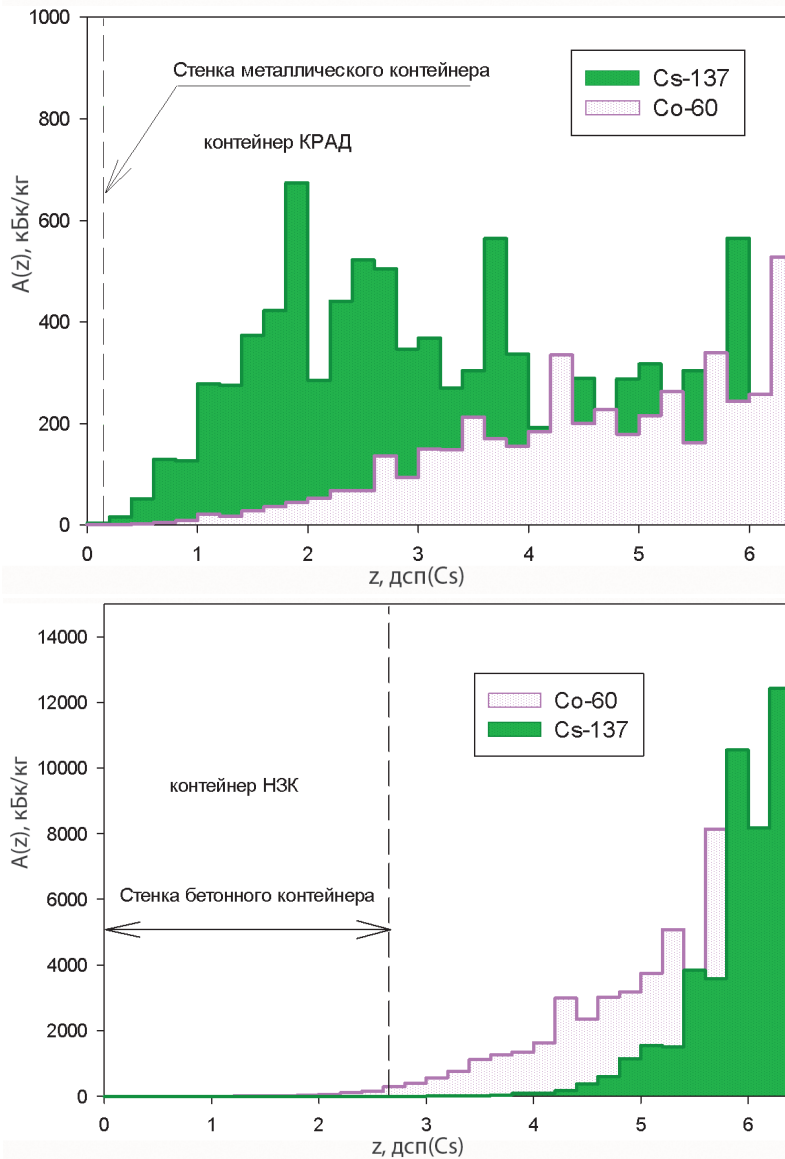 1000
800
600
400
200
0
A(z), кБк/кг
Стенка металлического контейнера
контейнер КРАД
Cs-137
Co-60
0 1 2 3 4 5 6
z, дсп(Cs)
14000
12000
10000
8000
6000
4000
2000
0
A(z), кБк/кг
Co-60
Cs-137
контейнер НЗК
Стенка бетонного контейнера
0 1 2 3 4 5 6
z, дсп(Cs)